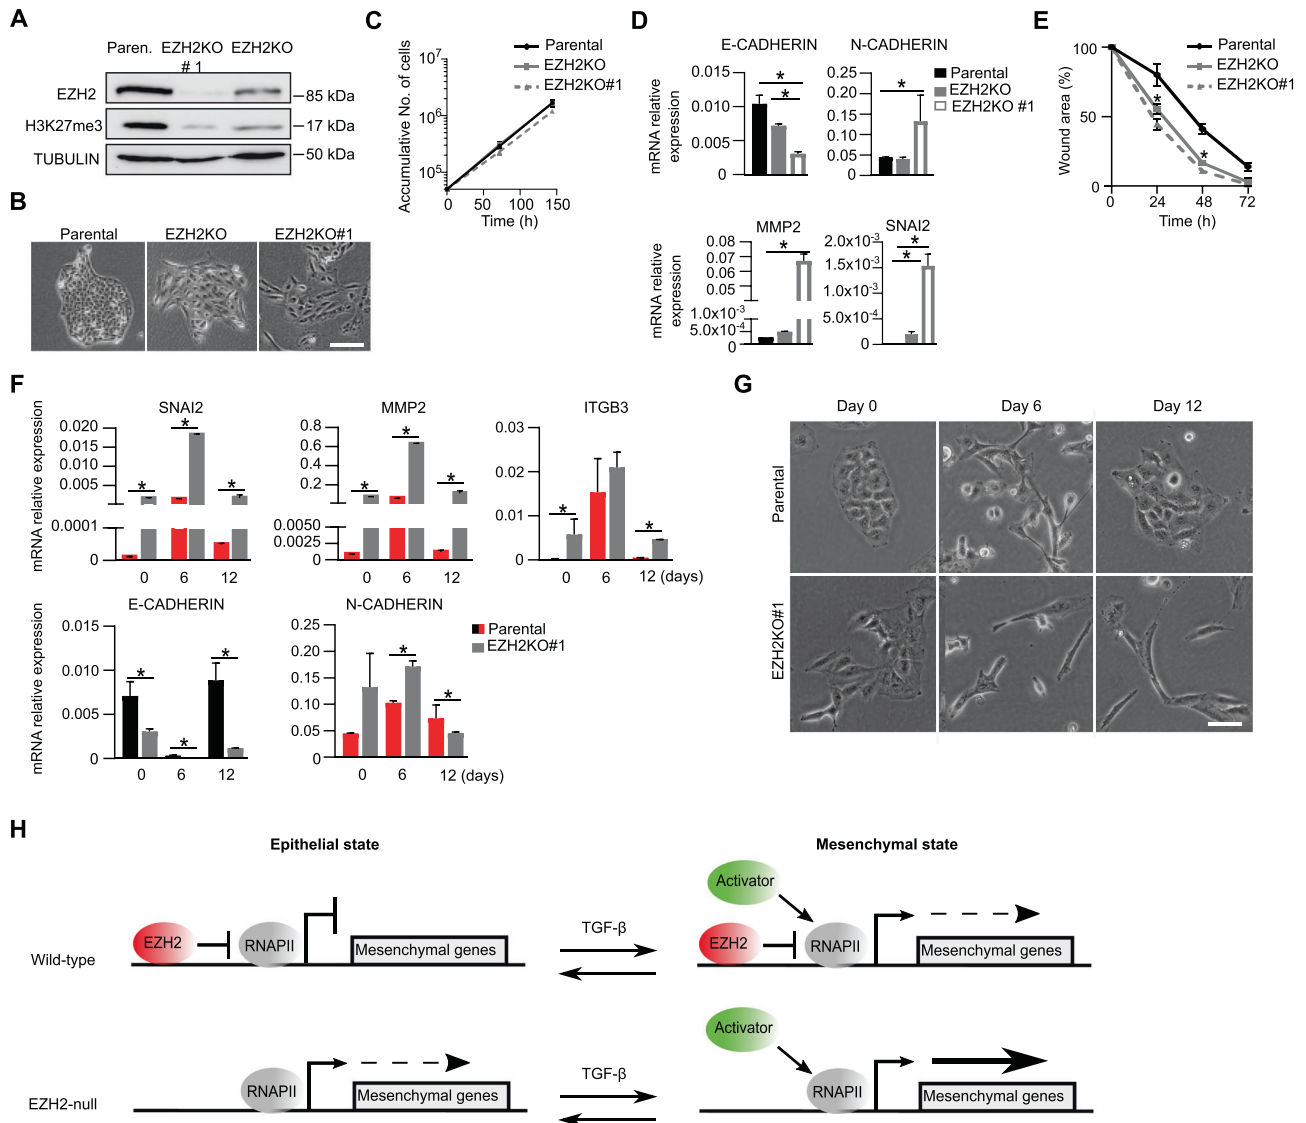 A
Paren. EZH2KO EZH2KO
# 1
EZH2
85 kDa
H3K27me3
17 kDa
TUBULIN
50 kDa
B
Parental EZH2KO EZH2KO#1
C
Parental
EZH2KO
EZH2KO#1
Accumulative No. of cells
10⁷
10⁶
10⁵
0 50 100 150
Time (h)
D
E-CADHERIN N-CADHERIN
Parental
EZH2KO
EZH2KO #1
mRNA relative
expression
0.015
0.010
0.005
0
* *
0.25
0.20
0.15
0.10
0.05
0
*
MMP2
mRNA relative
expression
0.08
0.07
0.06
0.05
1.0x10⁻³
5.0x10⁻⁴
0
*
SNAI2
2.0x10⁻³
1.5x10⁻³
1.0x10⁻³
5.0x10⁻⁴
0
* *
E
Parental
EZH2KO
EZH2KO#1
Wound area (%)
100
50
0
* *
0 24 48 72
Time (h)
F
SNAI2
mRNA relative expression
0.020
0.015
0.010
0.005
0.0001
0
* * *
0 6 12
MMP2
0.8
0.6
0.4
0.2
0.0050
0.0025
0
* * *
0 6 12
ITGB3
0.03
0.02
0.01
0
* *
0 6 12 (days)
E-CADHERIN
mRNA relative expression
0.015
0.010
0.005
0
* * *
0 6 12
N-CADHERIN
0.25
0.20
0.15
0.10
0.05
0
* *
0 6 12 (days)
Parental
EZH2KO#1
G
Day 0 Day 6 Day 12
Parental
EZH2KO#1
H
Epithelial state Mesenchymal state
Wild-type
EZH2 RNAPII Mesenchymal genes
TGF-β
Activator
EZH2 RNAPII Mesenchymal genes
EZH2-null
RNAPII Mesenchymal genes
TGF-β
Activator
RNAPII Mesenchymal genes